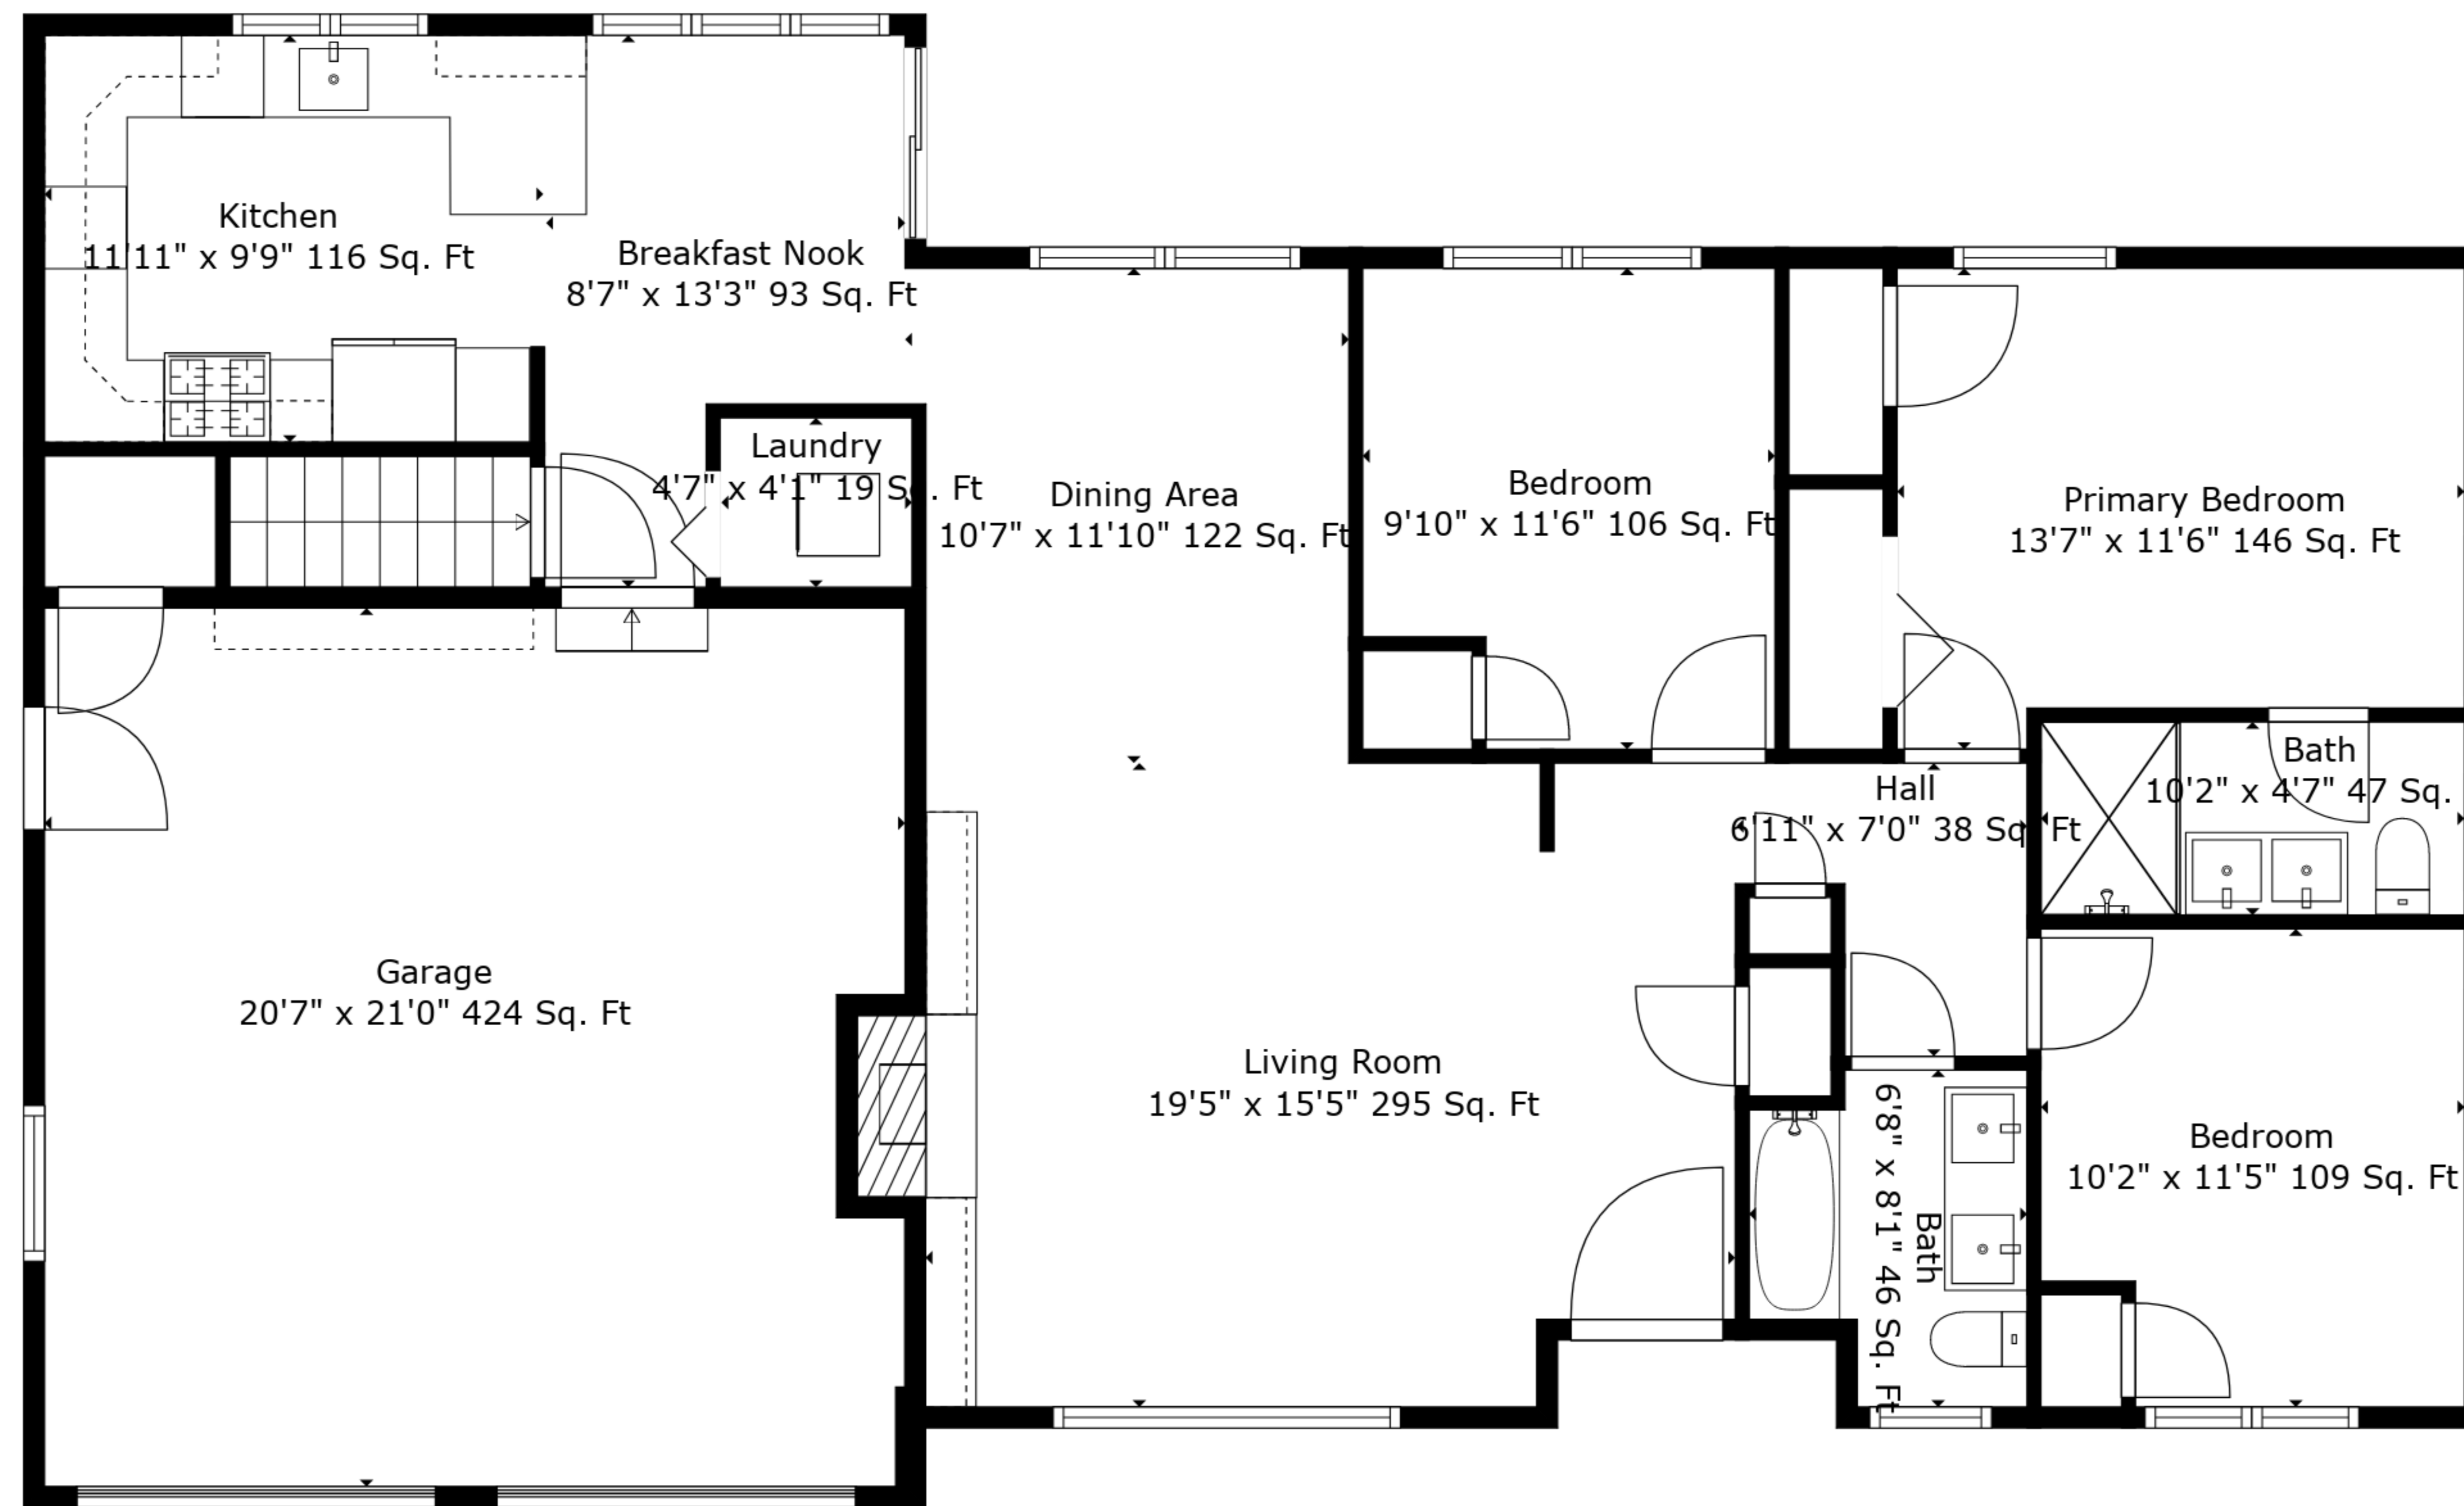 Kitchen
11'11" x 9'9" 116 Sq. Ft
Breakfast Nook
8'7" x 13'3" 93 Sq. Ft
Laundry
4'7" x 4'1" 19 Sq. Ft
Dining Area
10'7" x 11'10" 122 Sq. Ft
Bedroom
9'10" x 11'6" 106 Sq. Ft
Primary Bedroom
13'7" x 11'6" 146 Sq. Ft
Bath
10'2" x 4'7" 47 Sq.
Hall
6'11" x 7'0" 38 Sq. Ft
Garage
20'7" x 21'0" 424 Sq. Ft
Living Room
19'5" x 15'5" 295 Sq. Ft
Bath
6'8" x 8'1" 46 Sq. Ft
Bedroom
10'2" x 11'5" 109 Sq. Ft